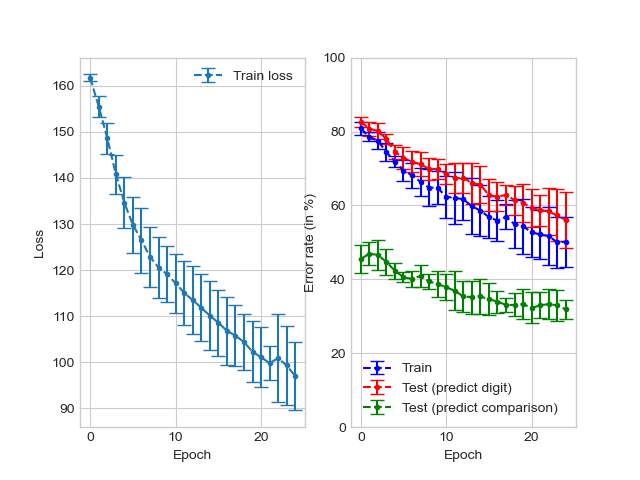 Train loss
160
150
140
130
120
110
100
90
Loss
0
10
20
Epoch
100
80
60
40
20
0
Error rate (in %)
Train
Test (predict digit)
Test (predict comparison)
0
10
20
Epoch